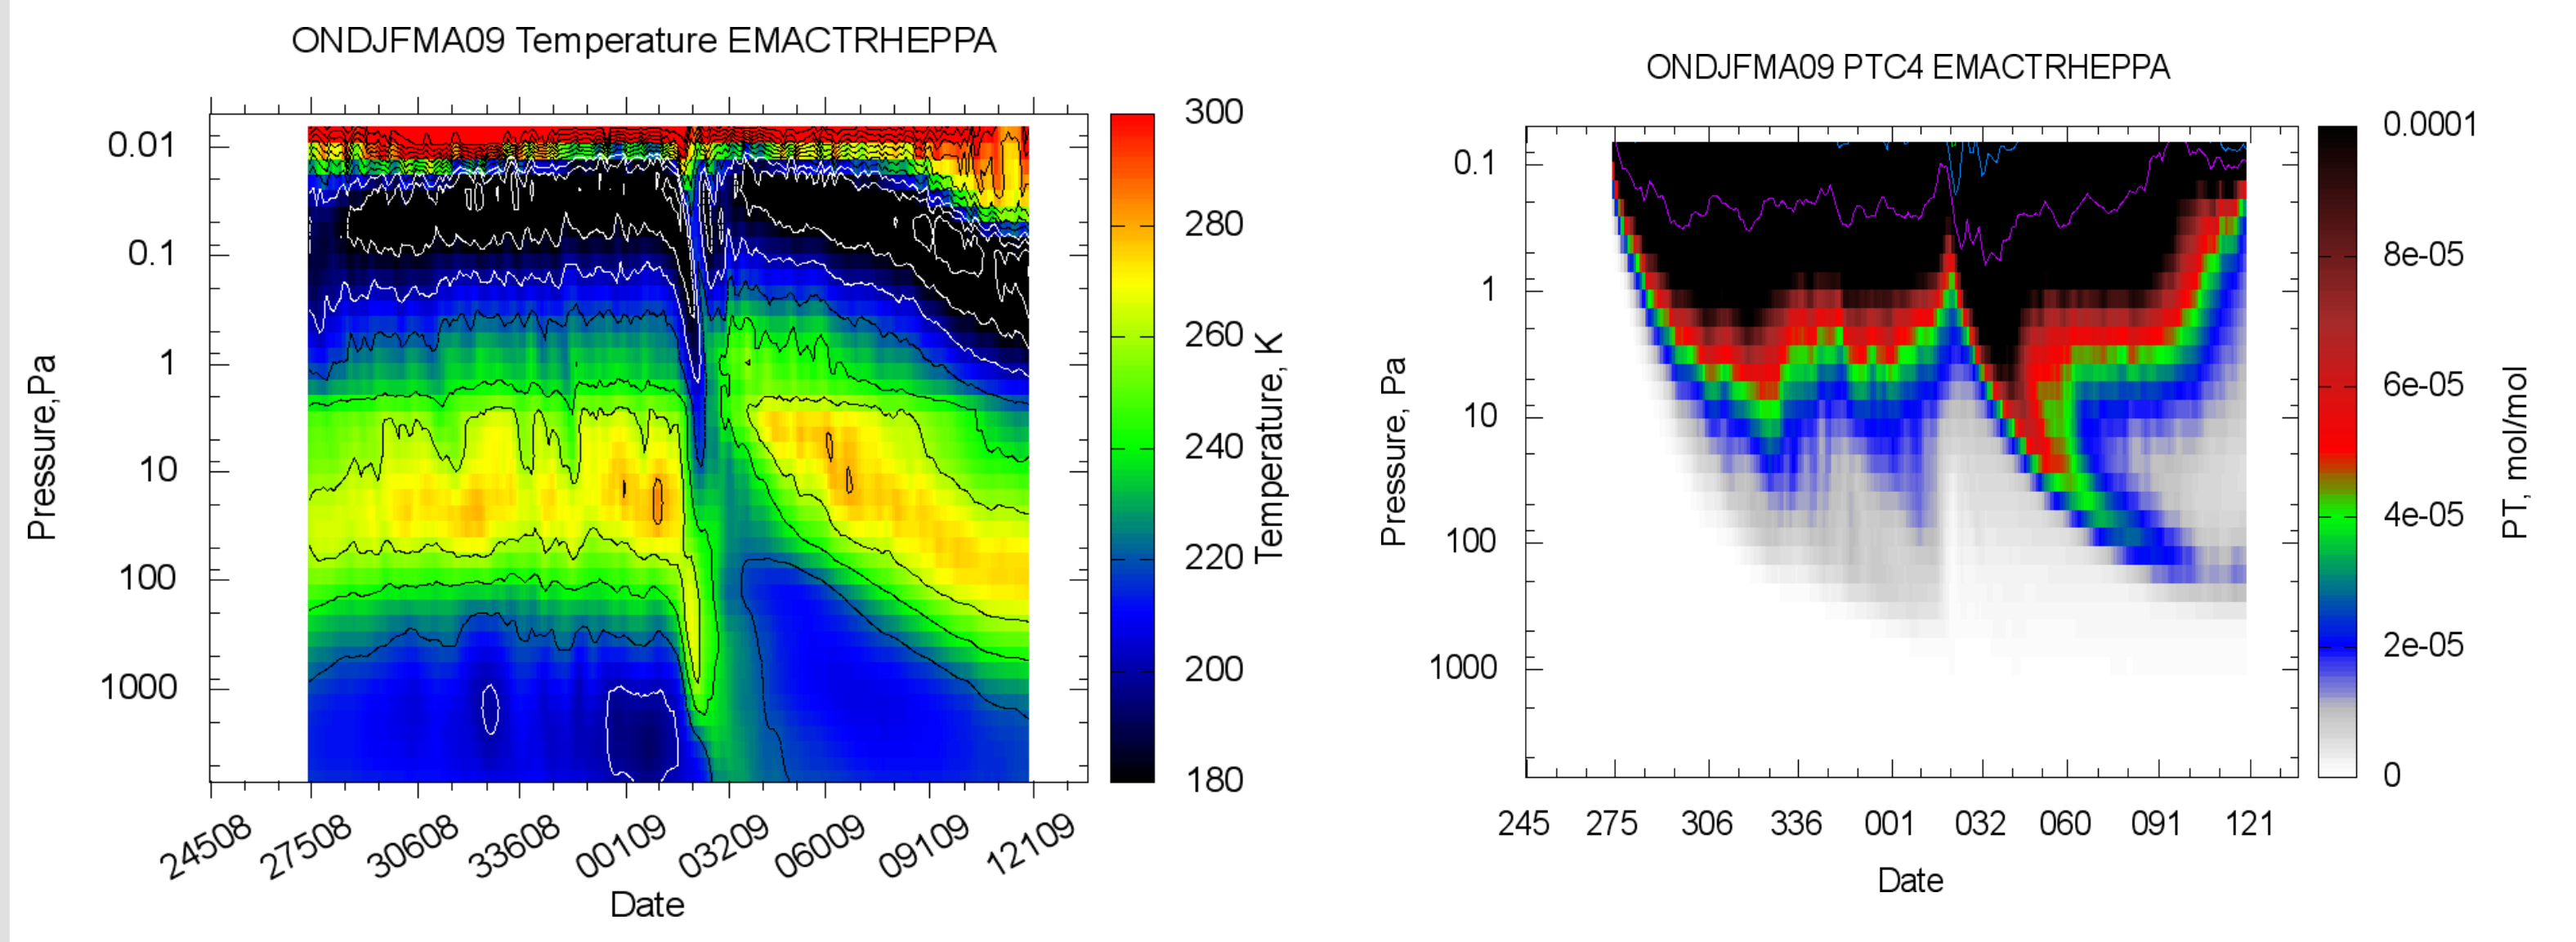 ONDJFMA09 Temperature EMACTRHEPPA
0.01
0.1
1
10
100
1000
Pressure,Pa
24508 27508 30608 33608 00109 03209 06009 09109 12109
Date
300
280
260
240
220
200
180
Temperature, K
ONDJFMA09 PTC4 EMACTRHEPPA
0.1
1
10
100
1000
Pressure, Pa
245 275 306 336 001 032 060 091 121
Date
0.0001
8e-05
6e-05
4e-05
2e-05
0
PT, mol/mol